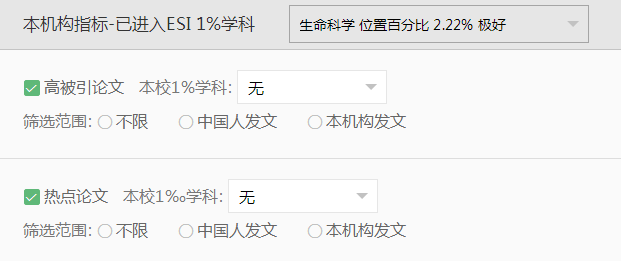 本机构指标-已进入ESI 1%学科 生命科学 位置百分比 2.22% 极好
高被引论文 本校1%学科: 无
筛选范围: 不限 中国人发文 本机构发文
热点论文 本校1‰学科: 无
筛选范围: 不限 中国人发文 本机构发文